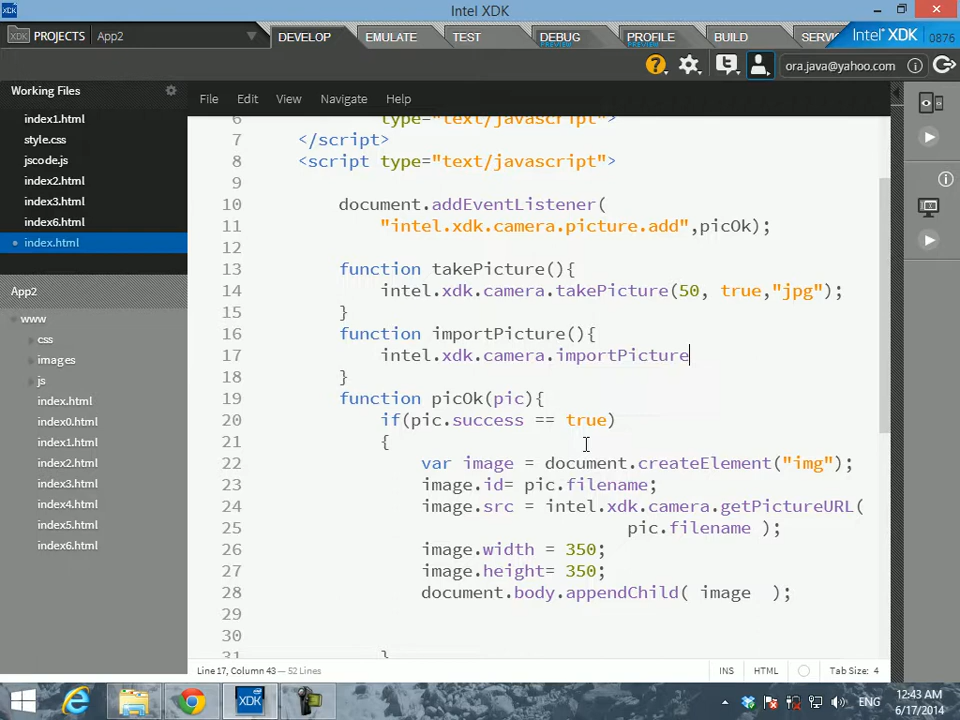 Intel XDK
XDK PROJECTS App2 DEVELOP EMULATE TEST DEBUG PREVIEW PROFILE PREVIEW BUILD Intel® XDK 0876
ora.java@yahoo.com
Working Files
File Edit View Navigate Help
index1.html
style.css
jscode.js
index2.html
index3.html
index6.html
index.html
App2
www
css
images
js
index.html
index0.html
index1.html
index2.html
index3.html
index4.html
index5.html
index6.html
6 type="text/javascript">
7 </script>
8 <script type="text/javascript">
9
10 document.addEventListener(
11 "intel.xdk.camera.picture.add",picOk);
12
13 function takePicture(){
14 intel.xdk.camera.takePicture(50, true,"jpg");
15 }
16 function importPicture(){
17 intel.xdk.camera.importPicture
18 }
19 function picOk(pic){
20 if(pic.success == true)
21 {
22 var image = document.createElement("img");
23 image.id= pic.filename;
24 image.src = intel.xdk.camera.getPictureURL(
25 pic.filename );
26 image.width = 350;
27 image.height= 350;
28 document.body.appendChild( image );
29
30
31 }
Line 17, Column 43 — 52 Lines INS HTML Tab Size: 4
XDK ENG 12:43 AM
6/17/2014